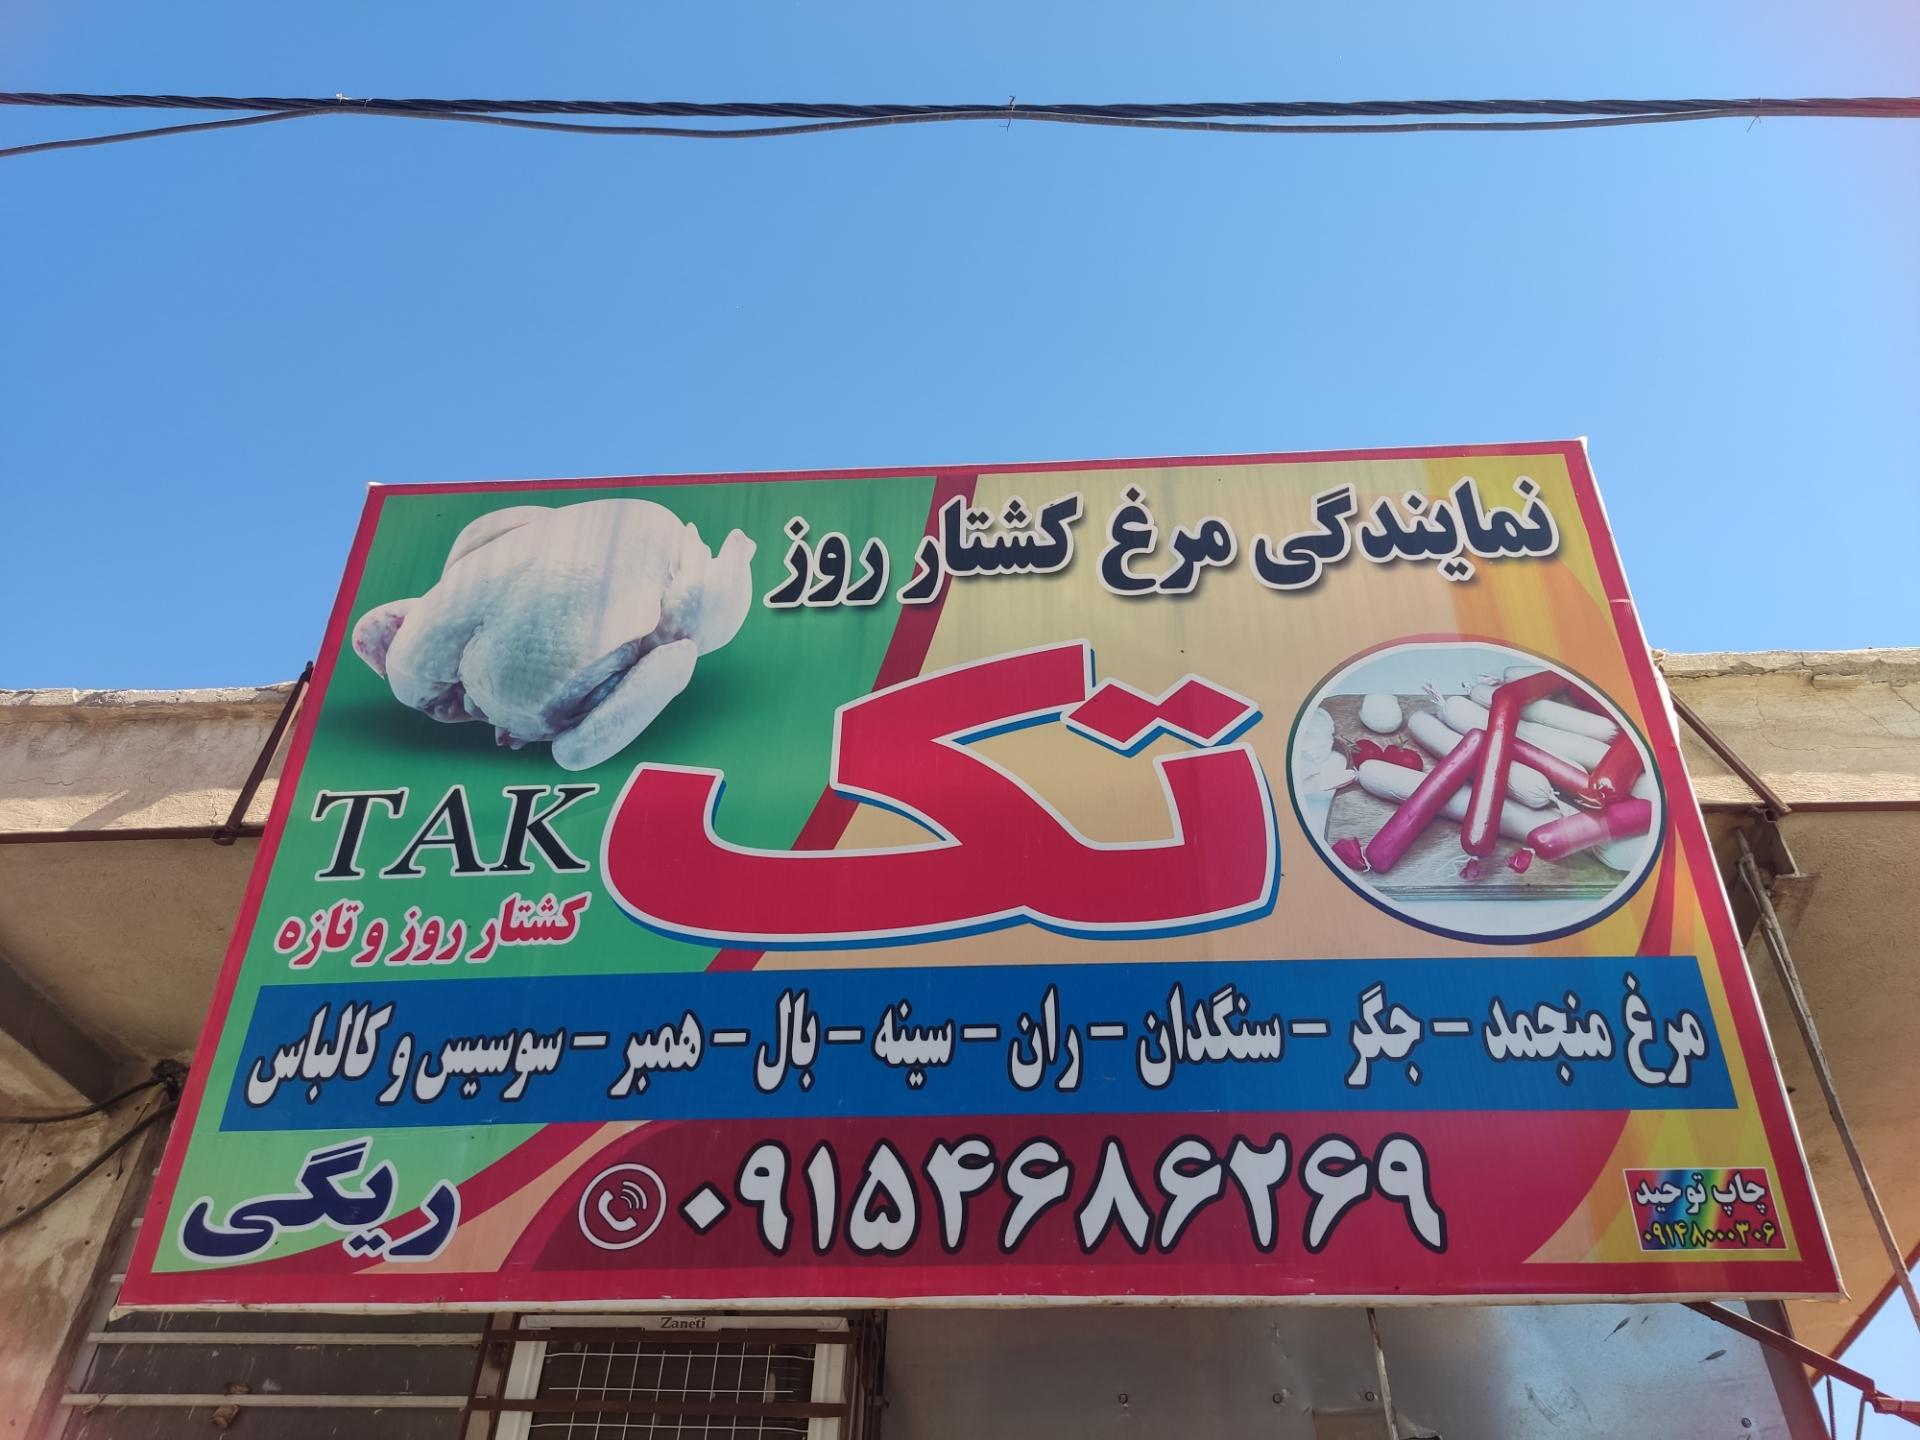 نمایندگی مرغ کشتار روز
تک
TAK
کشتار روز و تازه
مرغ منجمد - جگر - سنگدان - ران - سینه - بال - همبر - سوسیس و کالباس
۰۹۱۵۴۶۸۶۲۶۹
ریگی
چاپ توحید
۰۹۱۴۸۰۰۰۳۰۶
Zaneti